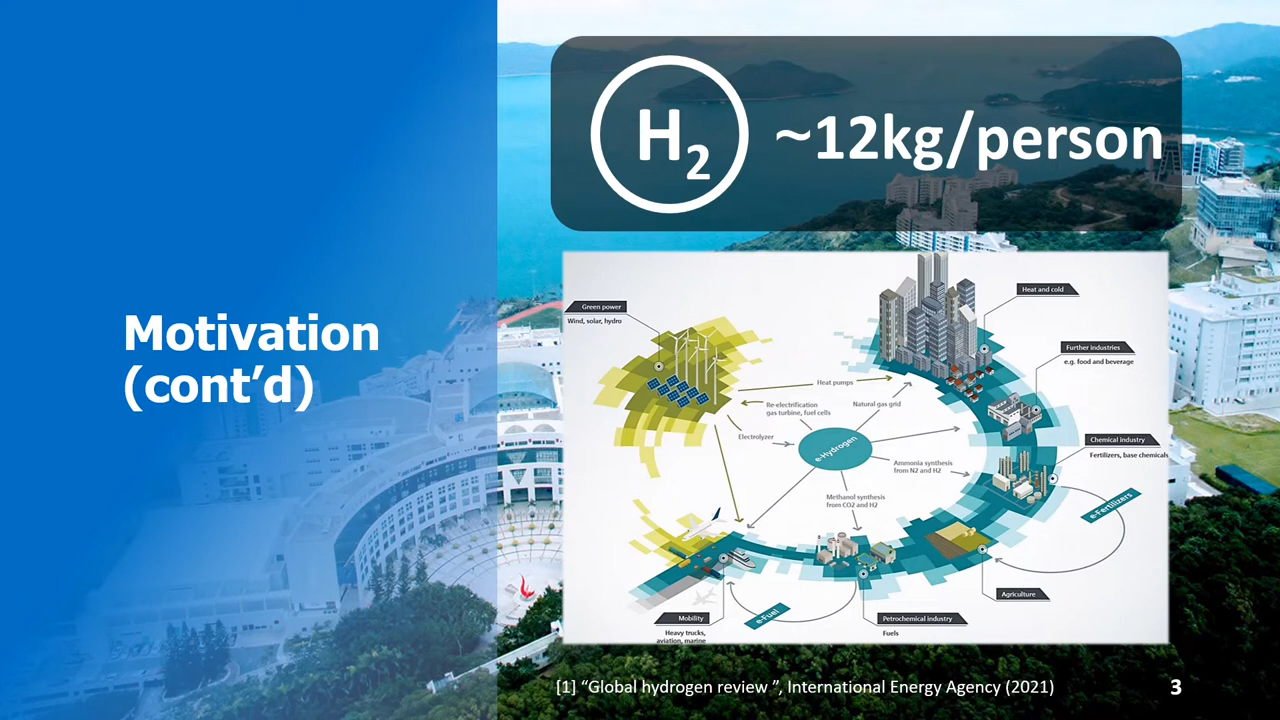 Motivation
(cont’d)
H2
~12kg/person
Green power
Wind, solar, hydro
Heat and cold
Further industries
e.g. food and beverage
Heat pumps
Re-electrification
gas turbine, fuel cells
Natural gas grid
Electrolyzer
e-Hydrogen
Chemical industry
Fertilizers, base chemicals
Ammonia synthesis
from N2 and H2
Methanol synthesis
from CO2 and H2
e-Fertilizers
Agriculture
e-Fuel
Mobility
Heavy trucks,
aviation, marine
Petrochemical industry
Fuels
[1] “Global hydrogen review ”, International Energy Agency (2021)
3